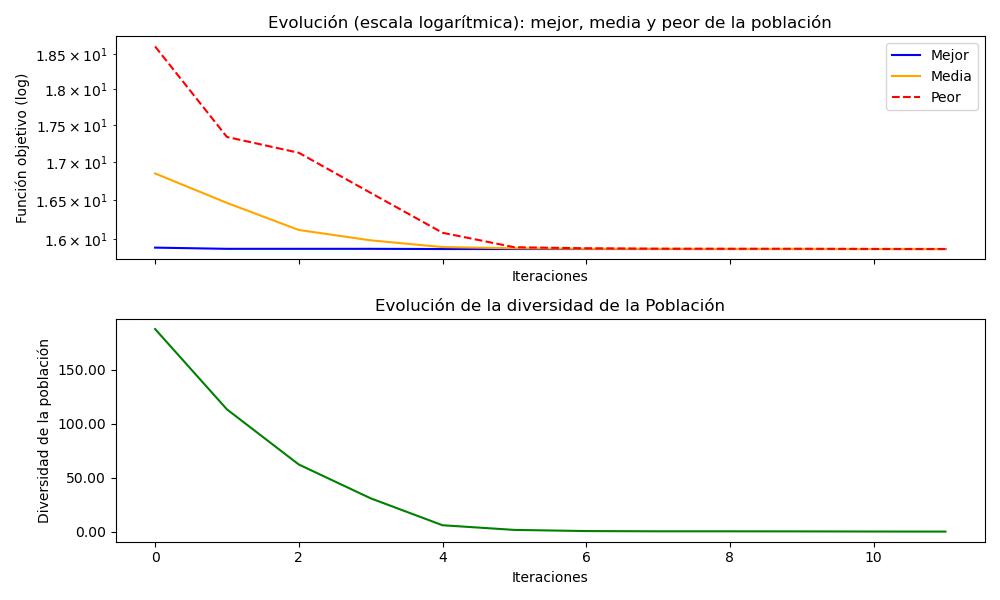 Evolución (escala logarítmica): mejor, media y peor de la población
Función objetivo (log)
1.85 × 10¹
1.8 × 10¹
1.75 × 10¹
1.7 × 10¹
1.65 × 10¹
1.6 × 10¹
Mejor
Media
Peor
Iteraciones
Evolución de la diversidad de la Población
Diversidad de la población
150.00
100.00
50.00
0.00
0 2 4 6 8 10
Iteraciones